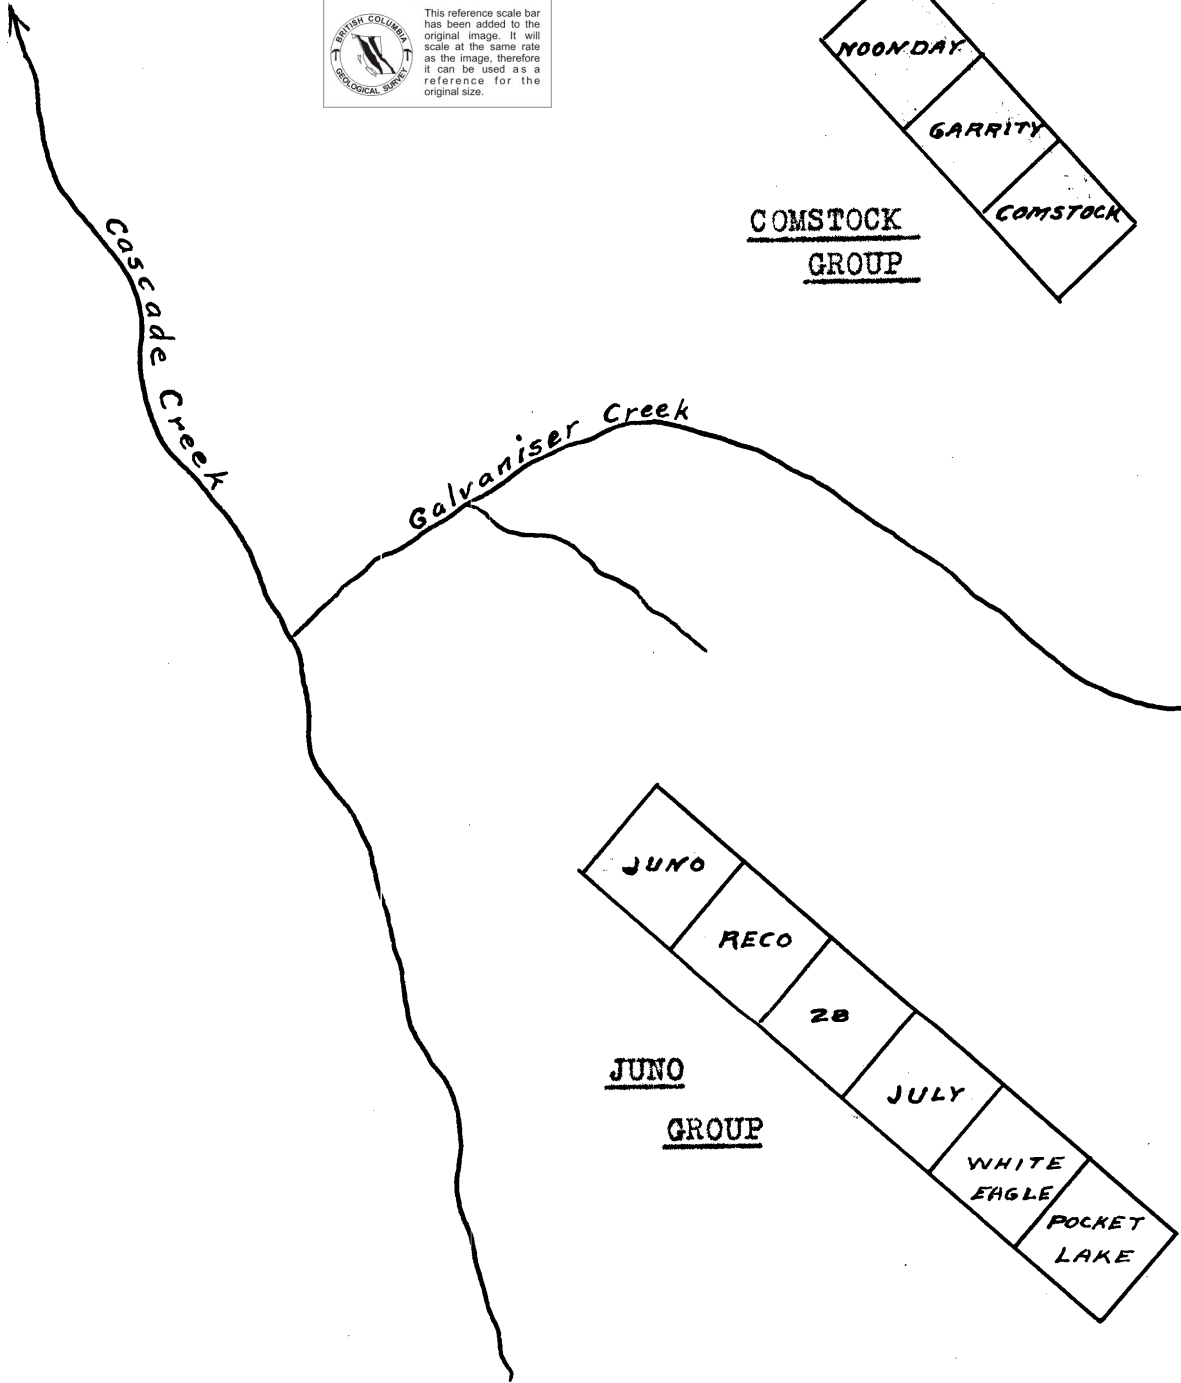 BRITISH COLUMBIA
GEOLOGICAL SURVEY
This reference scale bar
has been added to the
original image. It will
scale at the same rate
as the image, therefore
it can be used as a
reference for the
original size.
NOONDAY
GARRITY
COMSTOCK
COMSTOCK
GROUP
Cascade Creek
Galvaniser Creek
JUNO
RECO
28
JULY
WHITE
EAGLE
POCKET
LAKE
JUNO
GROUP